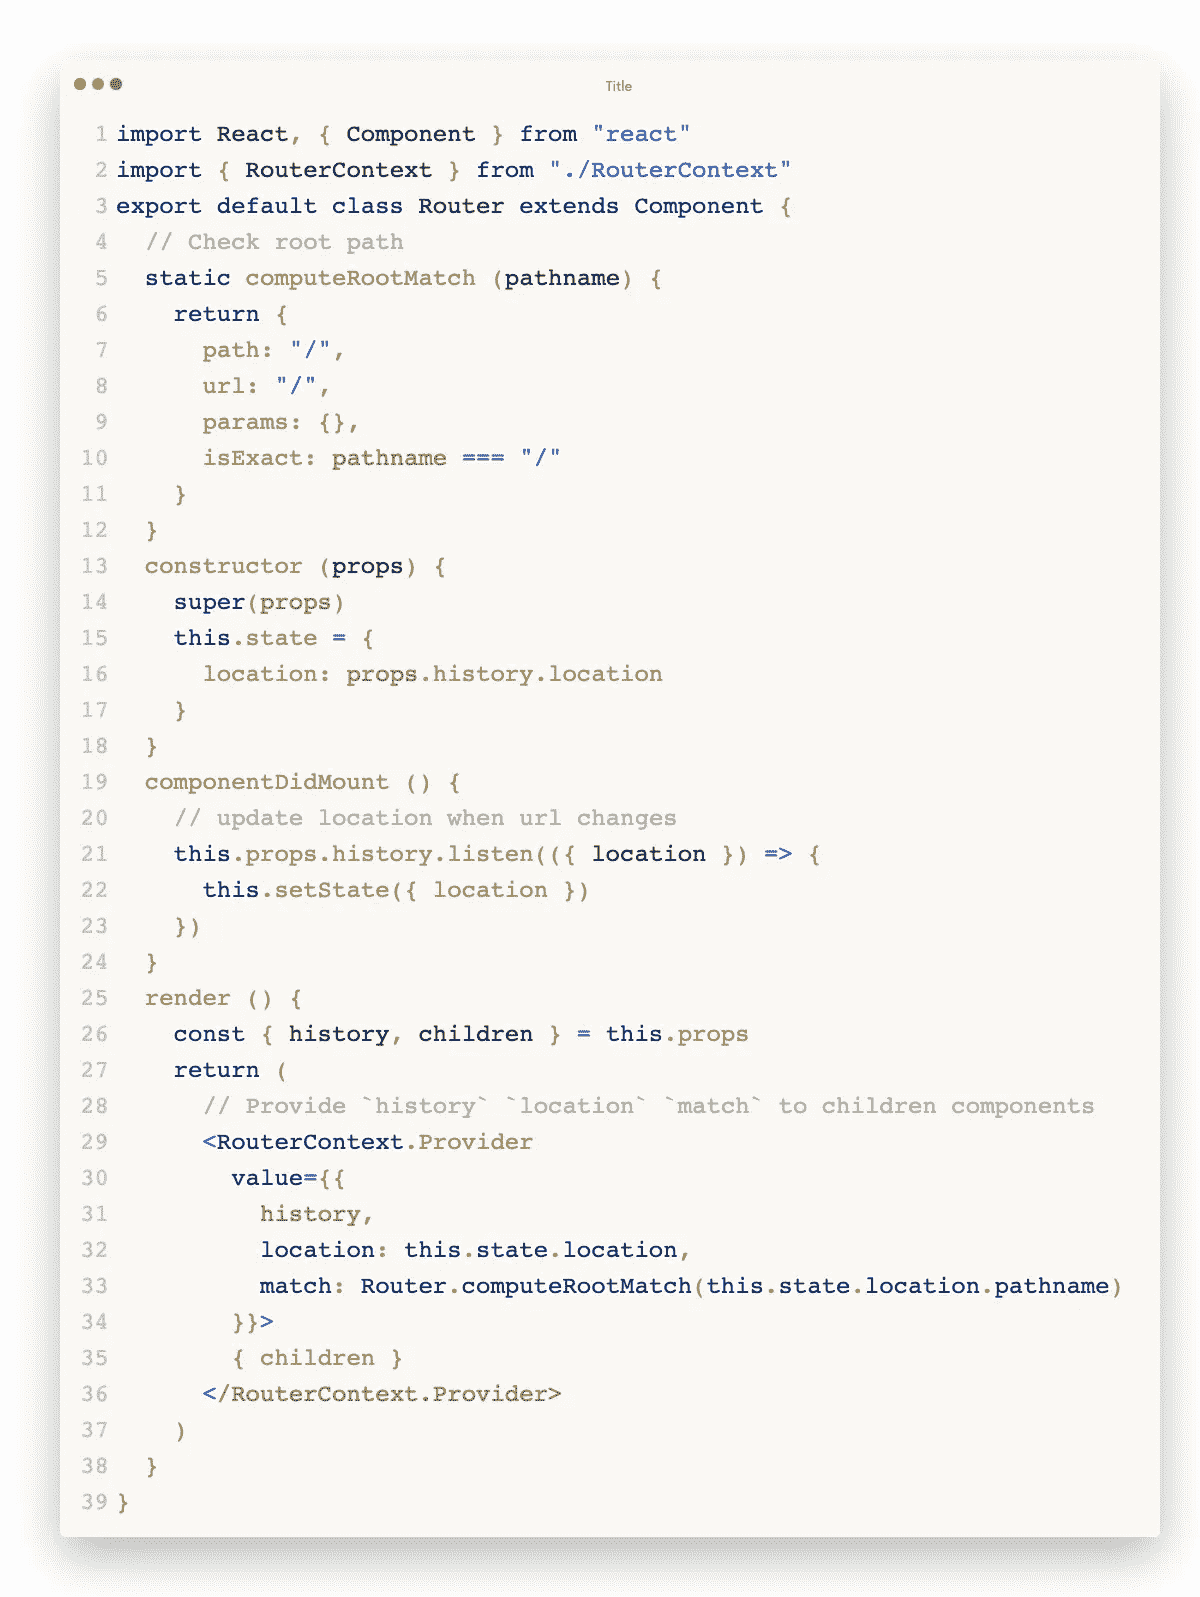 Title
1 import React, { Component } from "react"
2 import { RouterContext } from "./RouterContext"
3 export default class Router extends Component {
4   // Check root path
5   static computeRootMatch (pathname) {
6     return {
7       path: "/",
8       url: "/",
9       params: {},
10       isExact: pathname === "/"
11     }
12   }
13   constructor (props) {
14     super(props)
15     this.state = {
16       location: props.history.location
17     }
18   }
19   componentDidMount () {
20     // update location when url changes
21     this.props.history.listen(({ location }) => {
22       this.setState({ location })
23     })
24   }
25   render () {
26     const { history, children } = this.props
27     return (
28       // Provide `history` `location` `match` to children components
29       <RouterContext.Provider
30         value={{
31           history,
32           location: this.state.location,
33           match: Router.computeRootMatch(this.state.location.pathname)
34         }}>
35         { children }
36       </RouterContext.Provider>
37     )
38   }
39 }